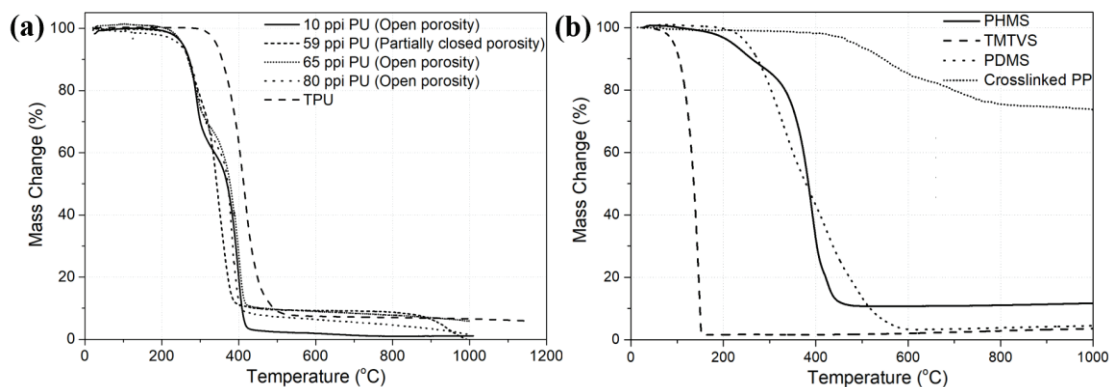 (a)
100
80
60
40
20
0
Mass Change (%)
0 200 400 600 800 1000 1200
Temperature (°C)
10 ppi PU (Open porosity)
59 ppi PU (Partially closed porosity)
65 ppi PU (Open porosity)
80 ppi PU (Open porosity)
TPU
(b)
100
80
60
40
20
0
Mass Change (%)
0 200 400 600 800 1000
Temperature (°C)
PHMS
TMTVS
PDMS
Crosslinked PP